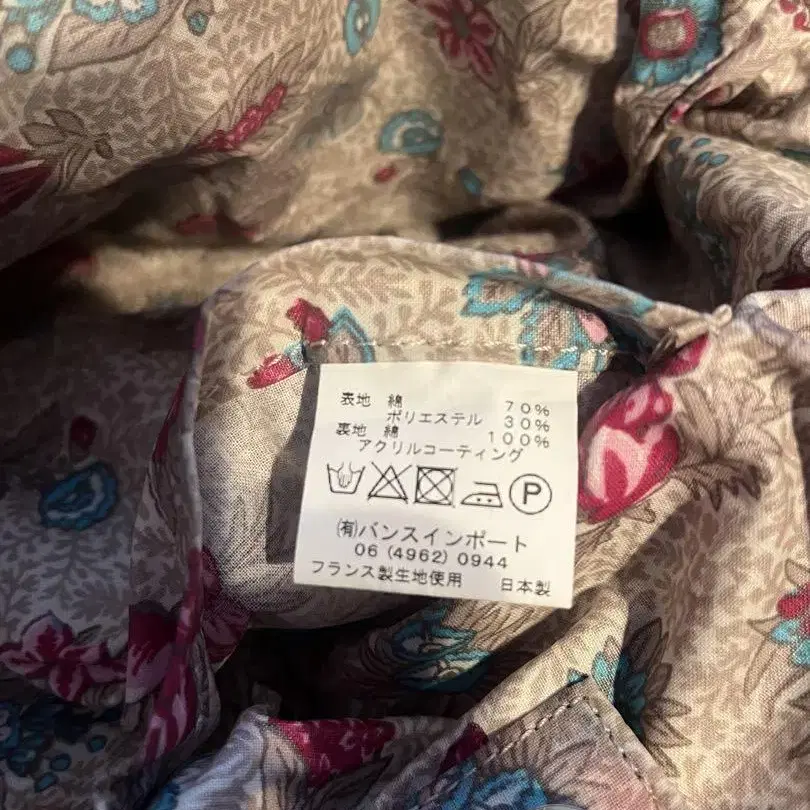 表地 綿 70%
ポリエステル 30%
裏地 綿 100%
アクリルコーティング
P
㈲バンスインポート
06 (4962) 0944
フランス製生地使用 日本製